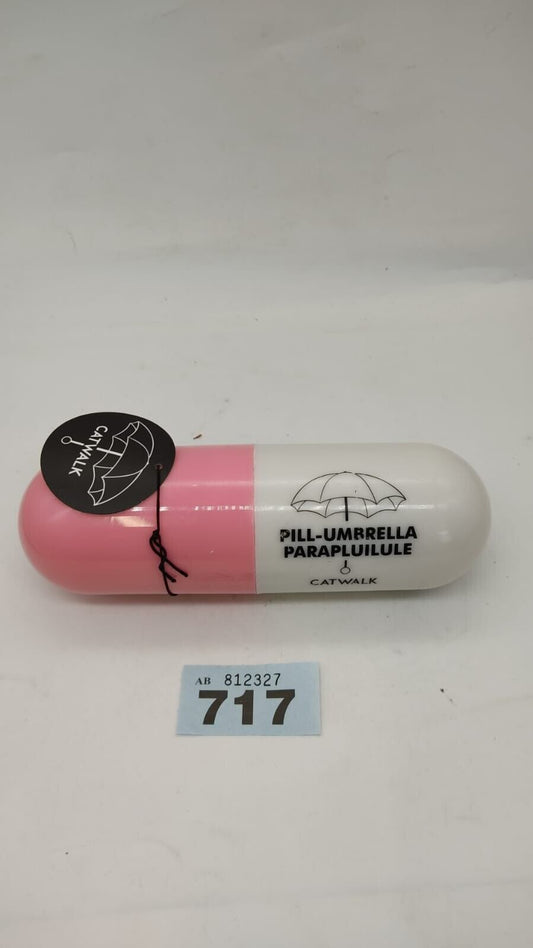 CATWALK
PILL-UMBRELLA
PARAPLUILULE
CATWALK
AB 812327
717